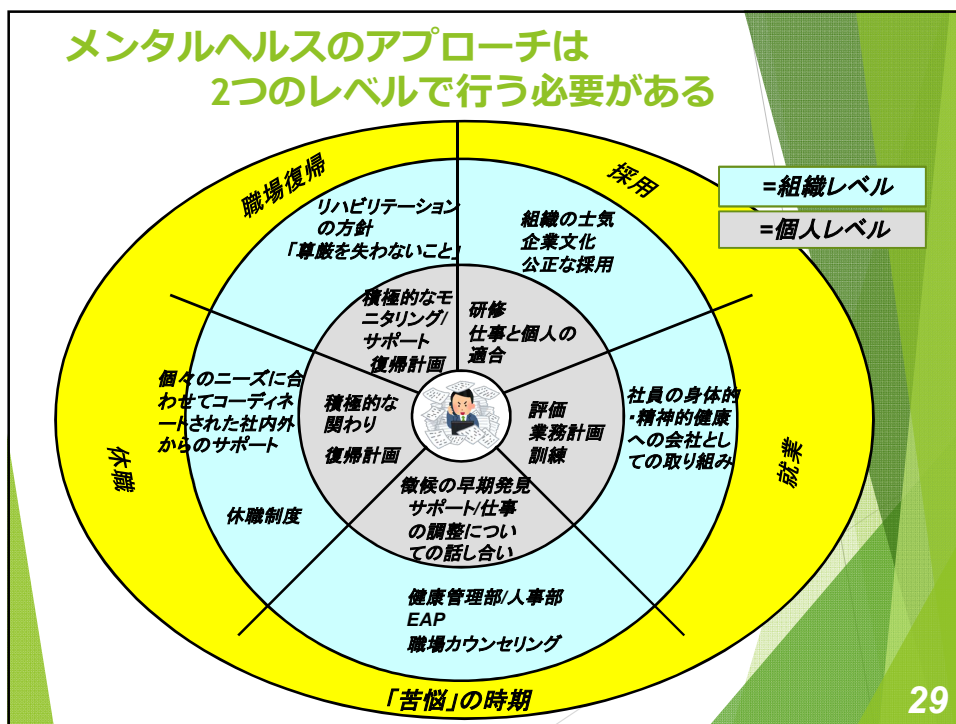 メンタルヘルスのアプローチは
2つのレベルで行う必要がある
職場復帰
採用
=組織レベル
=個人レベル
リハビリテーション
の方針
「尊厳を失わないこと」
組織の士気
企業文化
公正な採用
積極的なモ
ニタリング/
サポート
復帰計画
研修
仕事と個人の
適合
個々のニーズに合
わせてコーディネ
ートされた社内外
からのサポート
休職制度
積極的な
関わり
復帰計画
評価
業務計画
訓練
社員の身体的
・精神的健康
への会社とし
ての取り組み
休職
就業
徴候の早期発見
サポート/仕事
の調整につい
ての話し合い
健康管理部/人事部
EAP
職場カウンセリング
「苦悩」の時期
29